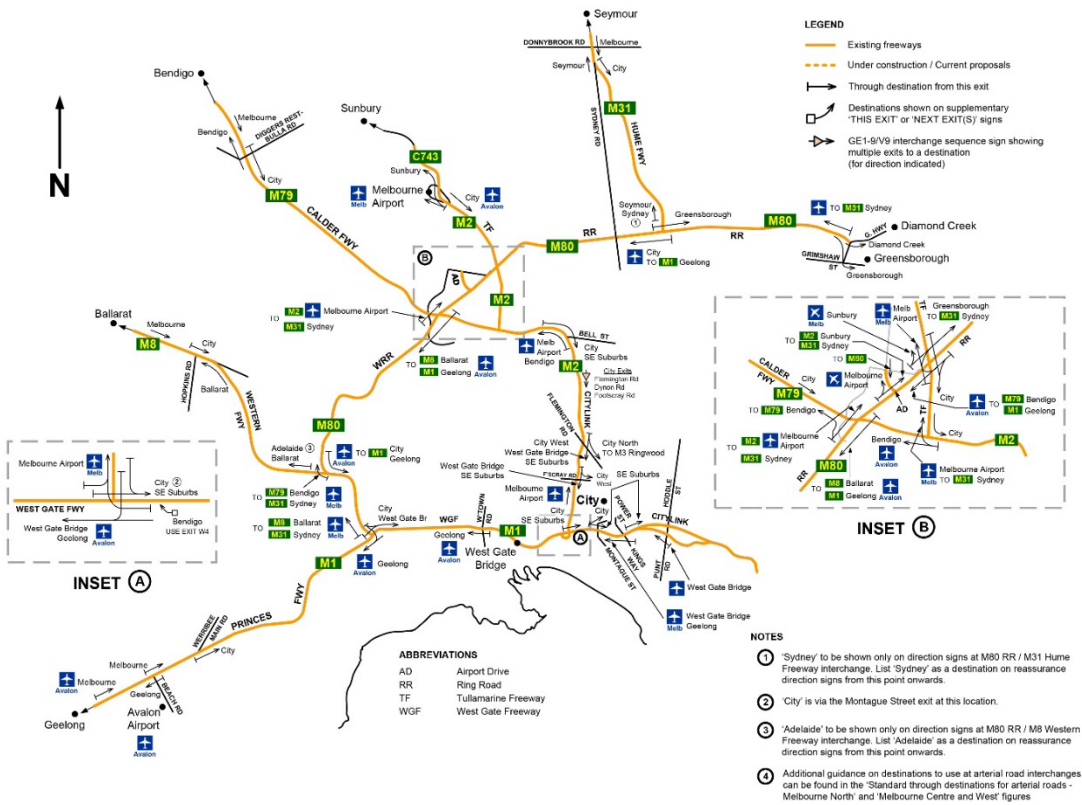 Seymour
DONNYBROOK RD
Melbourne
Seymour
City
M31
HUME FWY
SYDNEY RD
Seymour
Sydney
1
Greensborough
M80
RR
RR
M80
City
TO M1 Geelong
TO M31 Sydney
G. HWY
Diamond Creek
Diamond Creek
Greensborough
GRIMSHAW
ST
Greensborough
LEGEND
Existing freeways
Under construction / Current proposals
Through destination from this exit
Destinations shown on supplementary
'THIS EXIT' or 'NEXT EXIT(S)' signs
GE1-9/V9 interchange sequence sign showing
multiple exits to a destination
(for direction indicated)
N
Bendigo
Melbourne
DIGGERS REST-
BULLA RD
Bendigo
City
M79
CALDER FWY
Sunbury
C743
Sunbury
Melb
Melbourne
Airport
City
Avalon
M2
TF
B
AD
M2
TO M2 Melbourne Airport
M31 Sydney
WRR
TO M8 Ballarat
M1 Geelong
Avalon
BELL ST
City
SE Suburbs
Melb
Airport
Bendigo
M2
City Exits
Flemington Rd
Dynon Rd
Footscray Rd
CITYLINK
FLEMINGTON
RD
City West
West Gate Bridge
SE Suburbs
City North
TO M3 Ringwood
F'SCRAY RD
City
West
West Gate Bridge
SE Suburbs
SE Suburbs
Melbourne
Airport
City
City
SE Suburbs
City
A
POWER
ST
HODDLE
ST
CITYLINK
KINGS
WAY
MONTAGUE ST
PUNT
RD
West Gate Bridge
West Gate Bridge
Geelong
Melb
Ballarat
Melbourne
M8
City
HOPKINS RD
Ballarat
WESTERN
FWY
M80
Adelaide 3
Ballarat
City
Avalon
TO M1 City
Geelong
TO M79 Bendigo
M31 Sydney
Melb
TO M8 Ballarat
M31 Sydney
Melb
City
West Gate Br
WGF
W'TOWN
RD
M1
Geelong
Avalon
West Gate
Bridge
Geelong
Avalon
M1
FWY
PRINCES
WERRIBEE
MAIN RD
City
Melbourne
Melbourne
Avalon
Geelong
BEACH RD
Geelong
Avalon
Airport
Avalon
Melbourne Airport
Melb
City 2
SE Suburbs
WEST GATE FWY
West Gate Bridge
Geelong
Avalon
Bendigo
USE EXIT W4
INSET A
Melb
Sunbury
Melb
Melb
Airport
TF
Greensborough
TO M31 Sydney
TO M2 Sunbury
M31 Sydney
TO M80
RR
CALDER
FWY
City
M79
Melbourne
Airport
AD
TF
City
Avalon
TO M79 Bendigo
M1 Geelong
TO M79 Bendigo
TO M2 Melbourne
Airport
M31 Sydney
Bendigo
Avalon
City
M2
RR
M80
Melbourne Airport
Melb
TO M31 Sydney
TO M8 Ballarat
M1 Geelong
Avalon
INSET B
ABBREVIATIONS
AD Airport Drive
RR Ring Road
TF Tullamarine Freeway
WGF West Gate Freeway
NOTES
1 'Sydney' to be shown only on direction signs at M80 RR / M31 Hume
Freeway interchange. List 'Sydney' as a destination on reassurance
direction signs from this point onwards.
2 'City' is via the Montague Street exit at this location.
3 'Adelaide' to be shown only on direction signs at M80 RR / M8 Western
Freeway interchange. List 'Adelaide' as a destination on reassurance
direction signs from this point onwards.
4 Additional guidance on destinations to use at arterial road interchanges
can be found in the 'Standard through destinations for arterial roads -
Melbourne North' and 'Melbourne Centre and West' figures